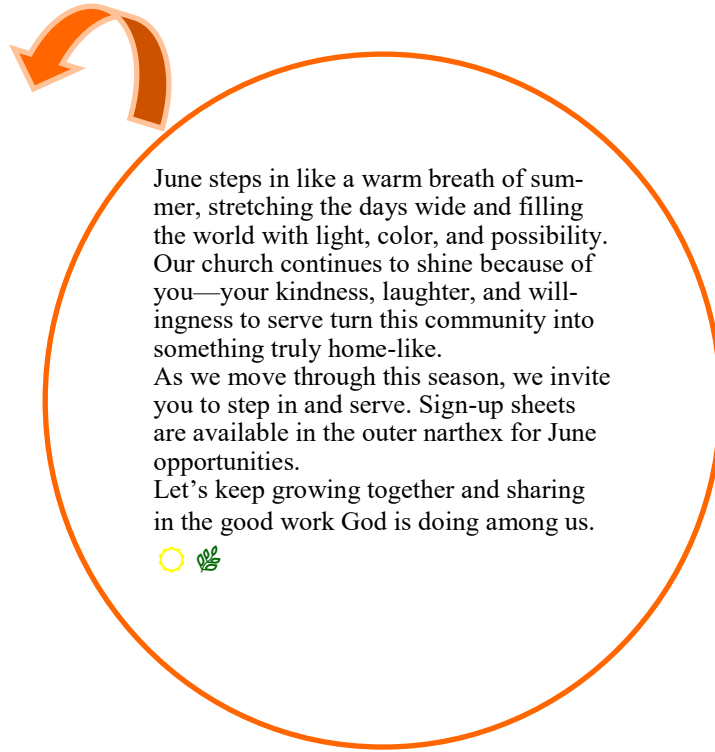 June steps in like a warm breath of sum-
mer, stretching the days wide and filling
the world with light, color, and possibility.
Our church continues to shine because of
you—your kindness, laughter, and will-
ingness to serve turn this community into
something truly home-like.
As we move through this season, we invite
you to step in and serve. Sign-up sheets
are available in the outer narthex for June
opportunities.
Let’s keep growing together and sharing
in the good work God is doing among us.